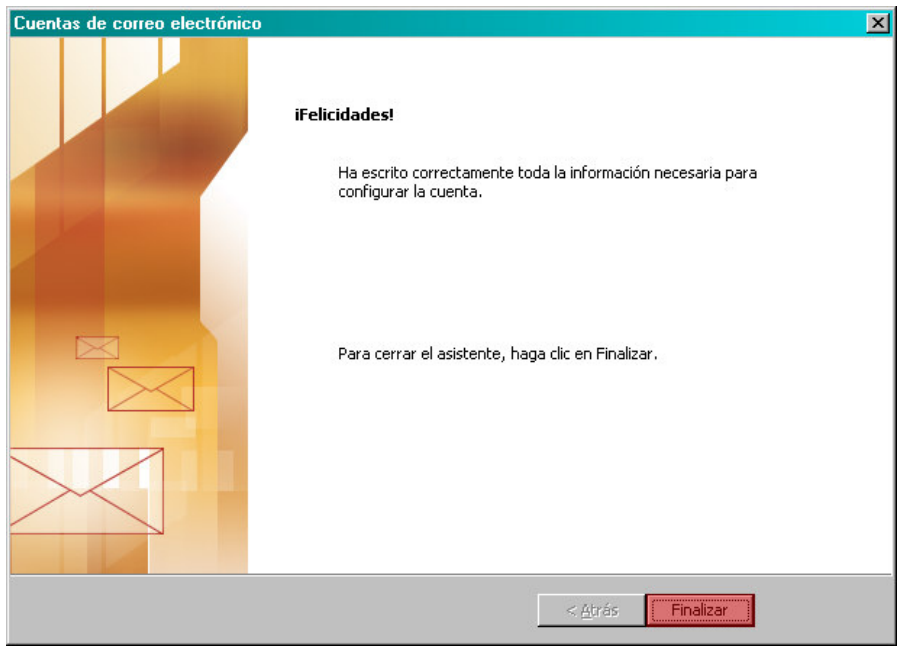 Cuentas de correo electrónico
¡Felicidades!
Ha escrito correctamente toda la información necesaria para
configurar la cuenta.
Para cerrar el asistente, haga clic en Finalizar.
< Atrás
Finalizar